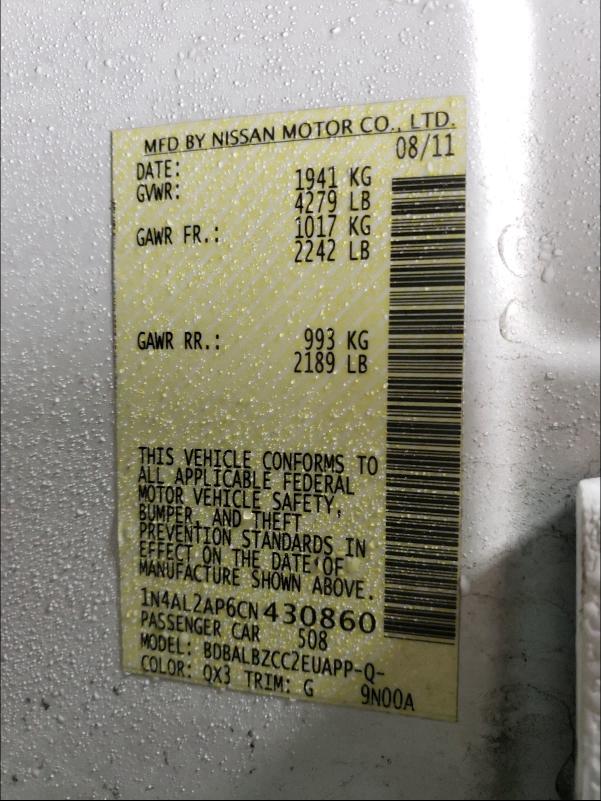 MFD BY NISSAN MOTOR CO., LTD.
DATE: 08/11
GVWR: 1941 KG
4279 LB
GAWR FR.: 1017 KG
2242 LB
GAWR RR.: 993 KG
2189 LB
THIS VEHICLE CONFORMS TO
ALL APPLICABLE FEDERAL
MOTOR VEHICLE SAFETY,
BUMPER, AND THEFT
PREVENTION STANDARDS IN
EFFECT ON THE DATE OF
MANUFACTURE SHOWN ABOVE.
1N4AL2AP6CN430860
PASSENGER CAR 508
MODEL: BDBALBZCC2EUAPP-Q-
COLOR: QX3 TRIM: G 9N00A